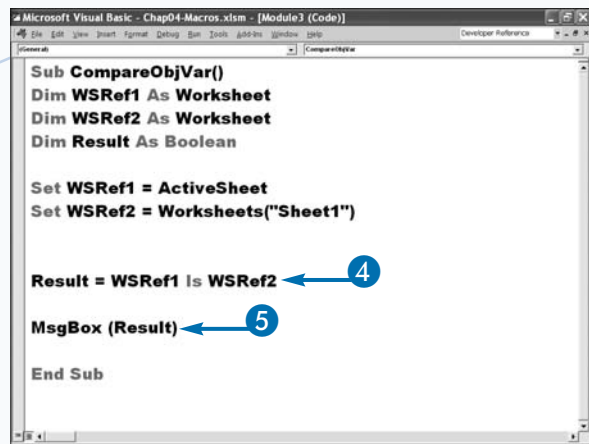 Microsoft Visual Basic - Chap04-Macros.xlsm - [Module3 (Code)]
File Edit View Insert Format Debug Run Tools Add-Ins Window Help Developer Reference
(General) CompareObjVar
Sub CompareObjVar()
Dim WSRef1 As Worksheet
Dim WSRef2 As Worksheet
Dim Result As Boolean
Set WSRef1 = ActiveSheet
Set WSRef2 = Worksheets("Sheet1")
Result = WSRef1 Is WSRef2 4
MsgBox (Result) 5
End Sub